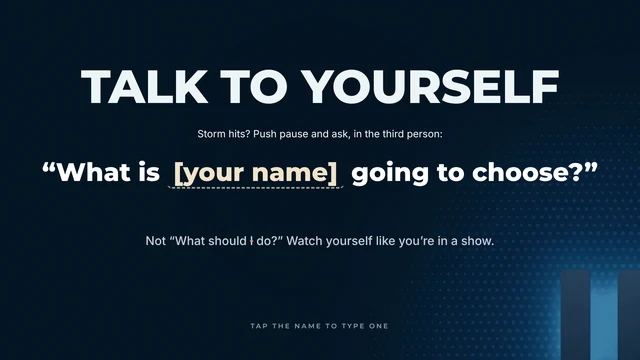 TALK TO YOURSELF
Storm hits? Push pause and ask, in the third person:
“What is [your name] going to choose?”
Not “What should I do?” Watch yourself like you’re in a show.
TAP THE NAME TO TYPE ONE